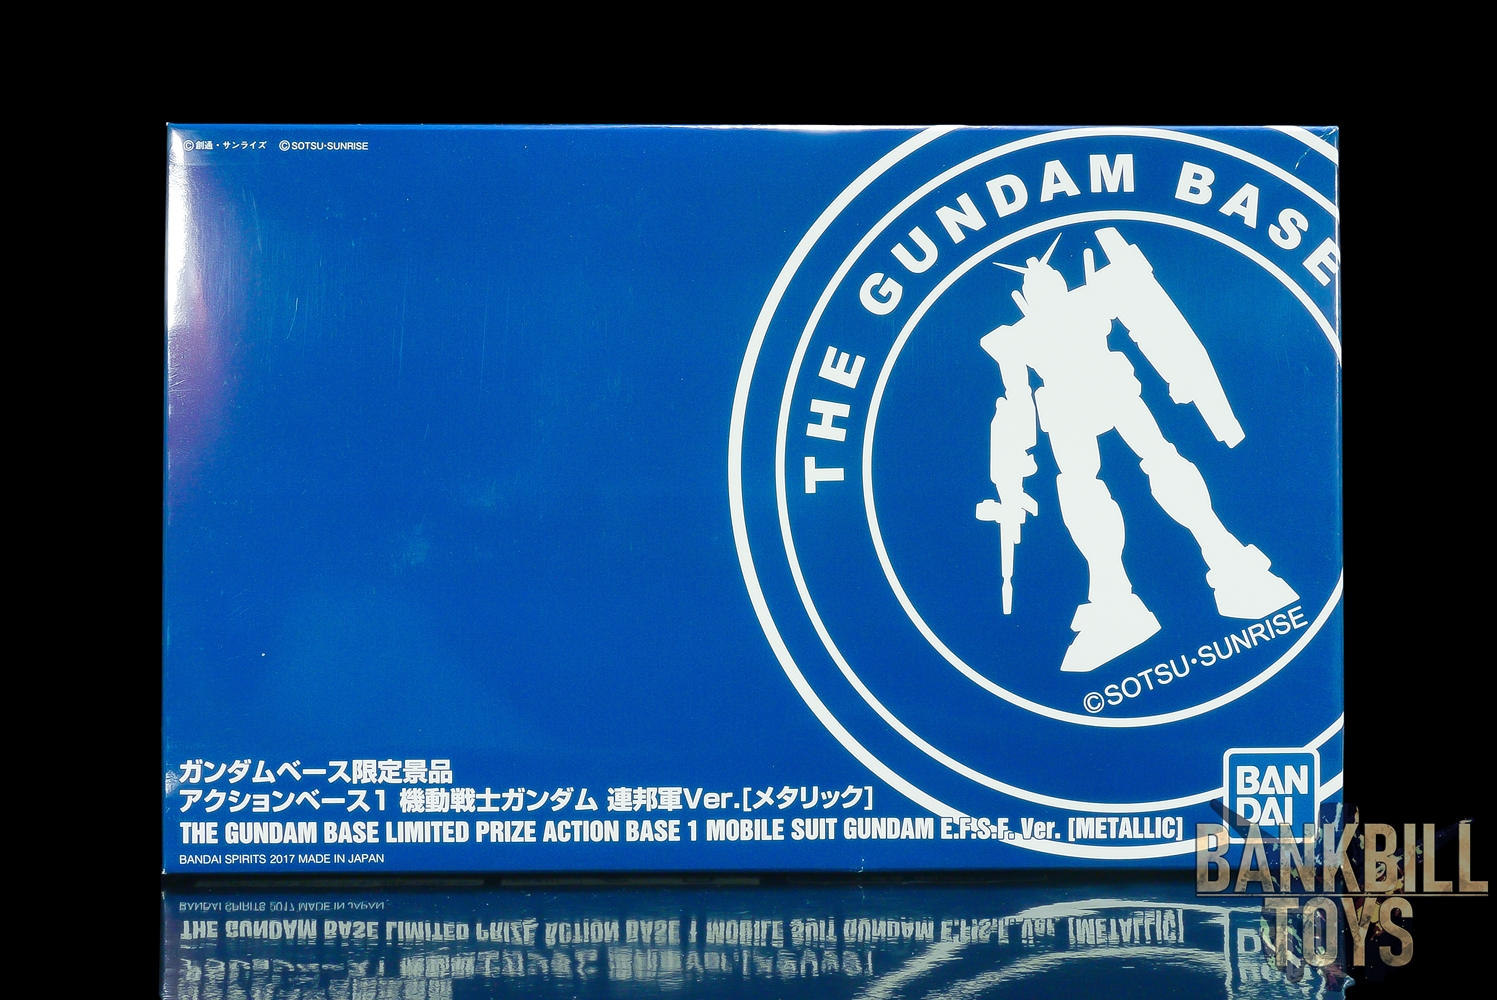 ©創通・サンライズ ©SOTSU・SUNRISE
THE GUNDAM BASE
©SOTSU・SUNRISE
ガンダムベース限定景品
アクションベース1 機動戦士ガンダム 連邦軍Ver.[メタリック]
THE GUNDAM BASE LIMITED PRIZE ACTION BASE 1 MOBILE SUIT GUNDAM E.F.S.F. Ver. [METALLIC]
BANDAI SPIRITS 2017 MADE IN JAPAN
BAN
DAI
BANKBILL
TOYS